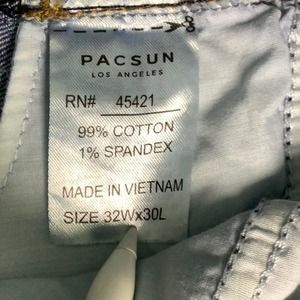 PACSUN
LOS ANGELES
RN# 45421
99% COTTON
1% SPANDEX
MADE IN VIETNAM
SIZE 32Wx30L